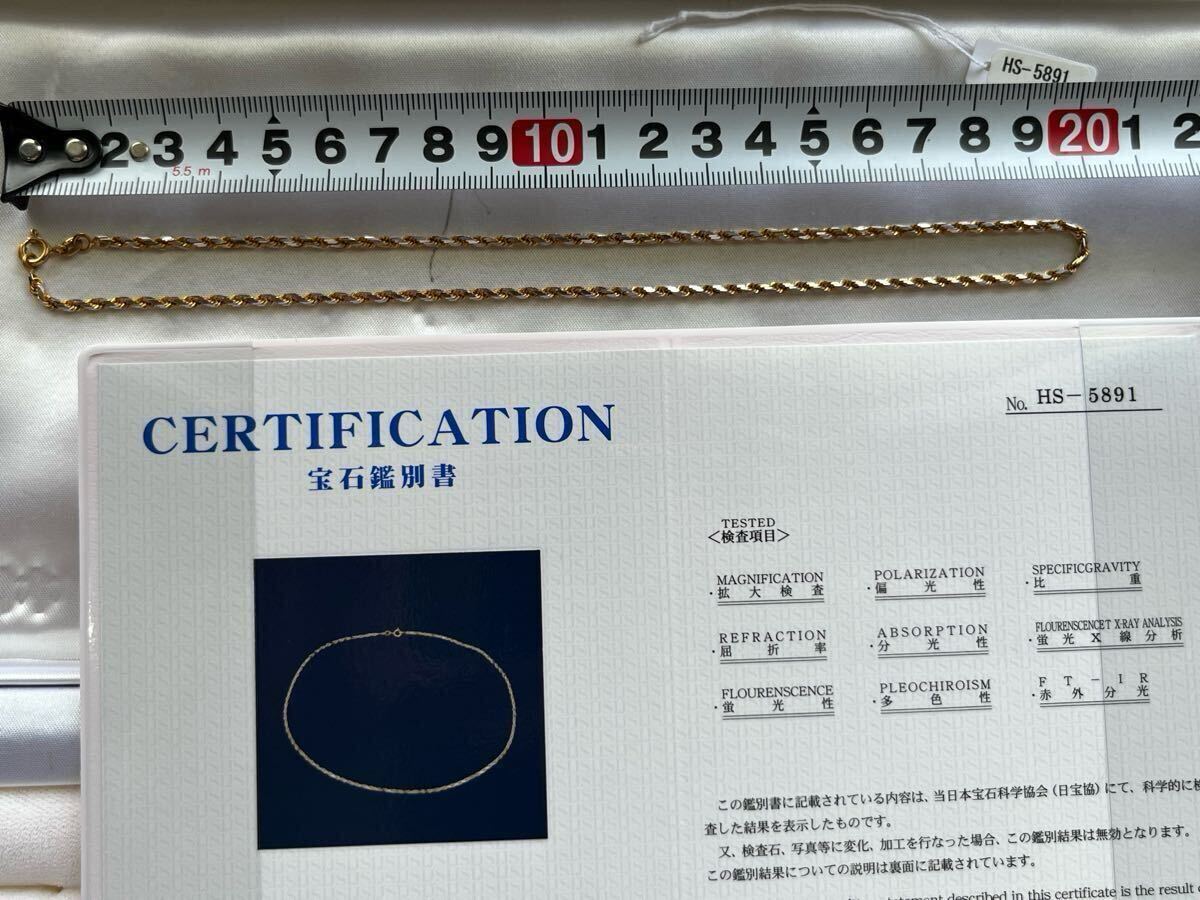 HS-5891
2 3 4 5 6 7 8 9 10 1 2 3 4 5 6 7 8 9 20 1 2
5.5 m
CERTIFICATION
宝石鑑別書
No. HS-5891
TESTED
<検査項目>
MAGNIFICATION
・拡大検査
POLARIZATION
・偏光性
SPECIFICGRAVITY
・比重
REFRACTION
・屈折率
ABSORPTION
・分光性
FLOURENSCENCET X-RAY ANALYSIS
・蛍光X線分析
FLOURENSCENCE
・蛍光性
PLEOCHROISM
・多色性
FT-IR
・赤外分光
この鑑別書に記載されている内容は、当日本宝石科学協会(日宝協)にて、科学的に検
査した結果を表示したものです。
又、検査石、写真等に変化、加工を行なった場合、この鑑別結果は無効となります。
この鑑別結果についての説明は裏面に記載されています。
statement described in this certificate is the result